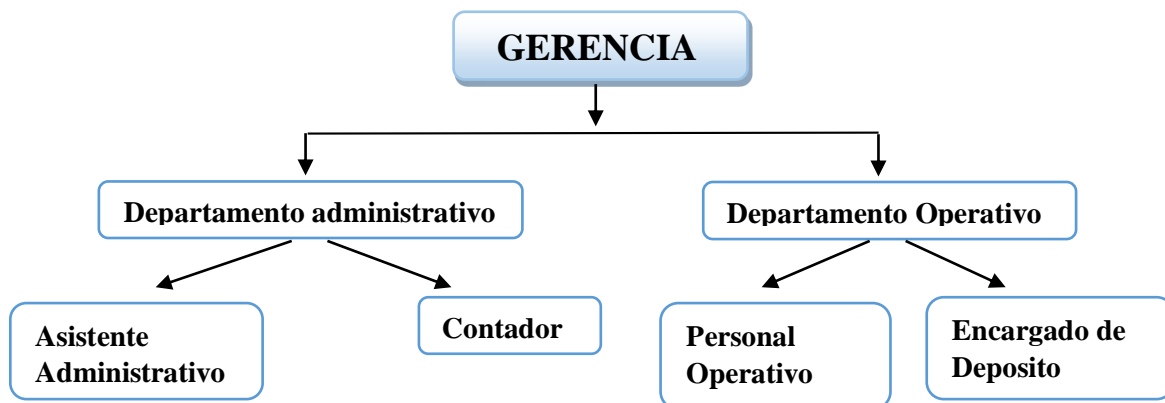 GERENCIA
Departamento administrativo
Departamento Operativo
Asistente
Administrativo
Contador
Personal
Operativo
Encargado de
Deposito